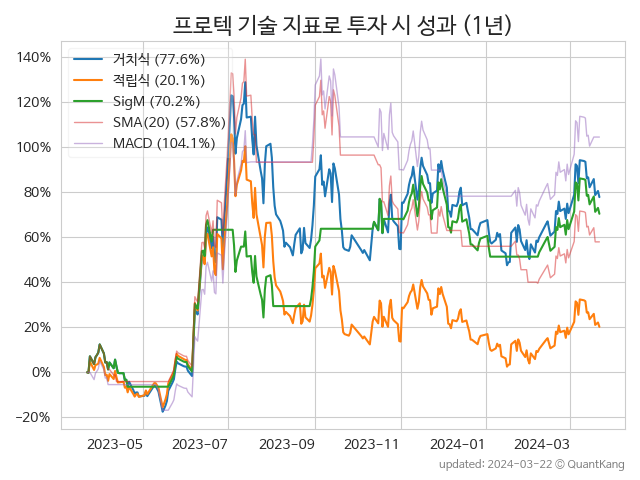 프로텍 기술 지표로 투자 시 성과 (1년)
140%
120%
100%
80%
60%
40%
20%
0%
−20%
거치식 (77.6%)
적립식 (20.1%)
SigM (70.2%)
SMA(20) (57.8%)
MACD (104.1%)
2023-05
2023-07
2023-09
2023-11
2024-01
2024-03
updated: 2024-03-22 © QuantKang